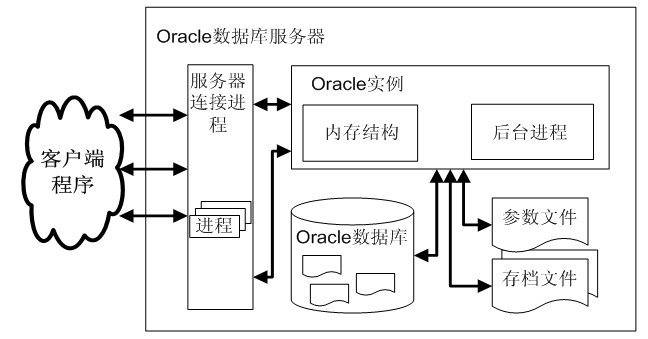 Oracle数据库服务器
服务器
连接进
程
Oracle实例
内存结构
后台进程
客户端
程序
进程
Oracle数据库
参数文件
存档文件